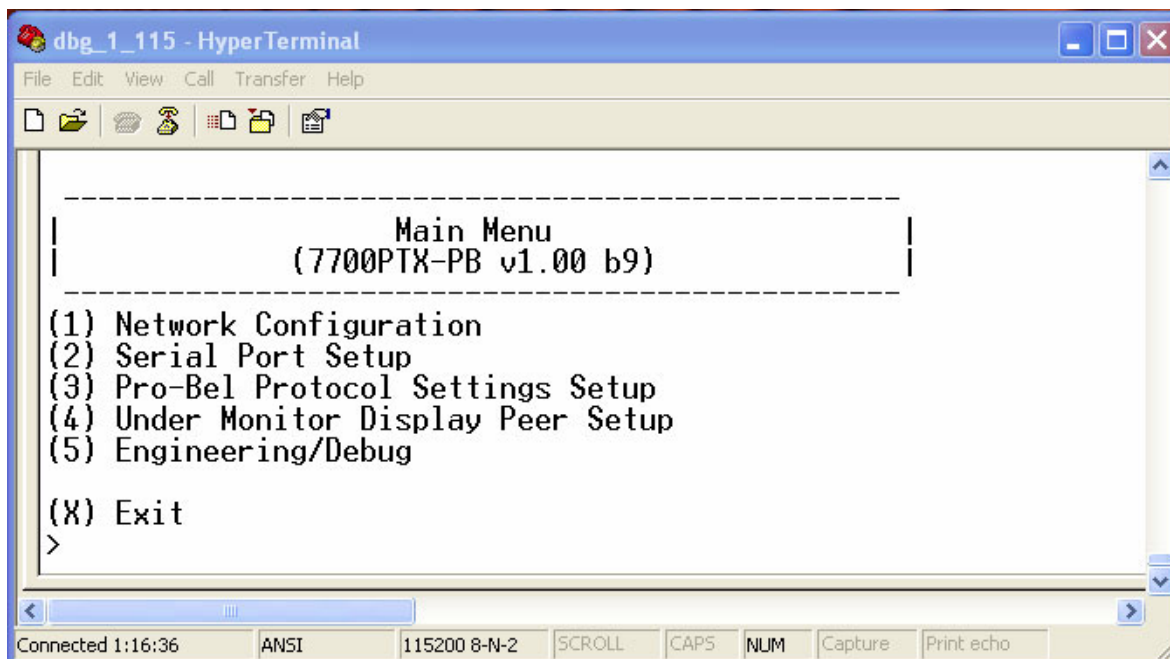 dbg_1_115 - HyperTerminal
File Edit View Call Transfer Help
Main Menu
(7700PTX-PB v1.00 b9)
(1) Network Configuration
(2) Serial Port Setup
(3) Pro-Bel Protocol Settings Setup
(4) Under Monitor Display Peer Setup
(5) Engineering/Debug
(X) Exit
>
Connected 1:16:36 ANSI 115200 8-N-2 SCROLL CAPS NUM Capture Print echo